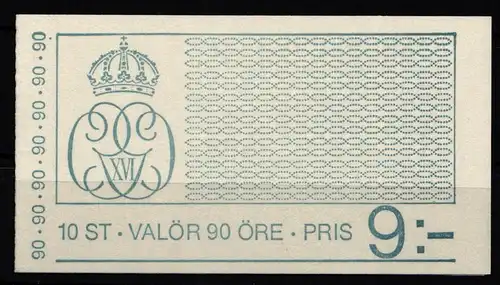 90 • 90 • 90 • 90 • 90 • 90.
XVI
10 ST • VALÖR 90 ÖRE • PRIS 9:-